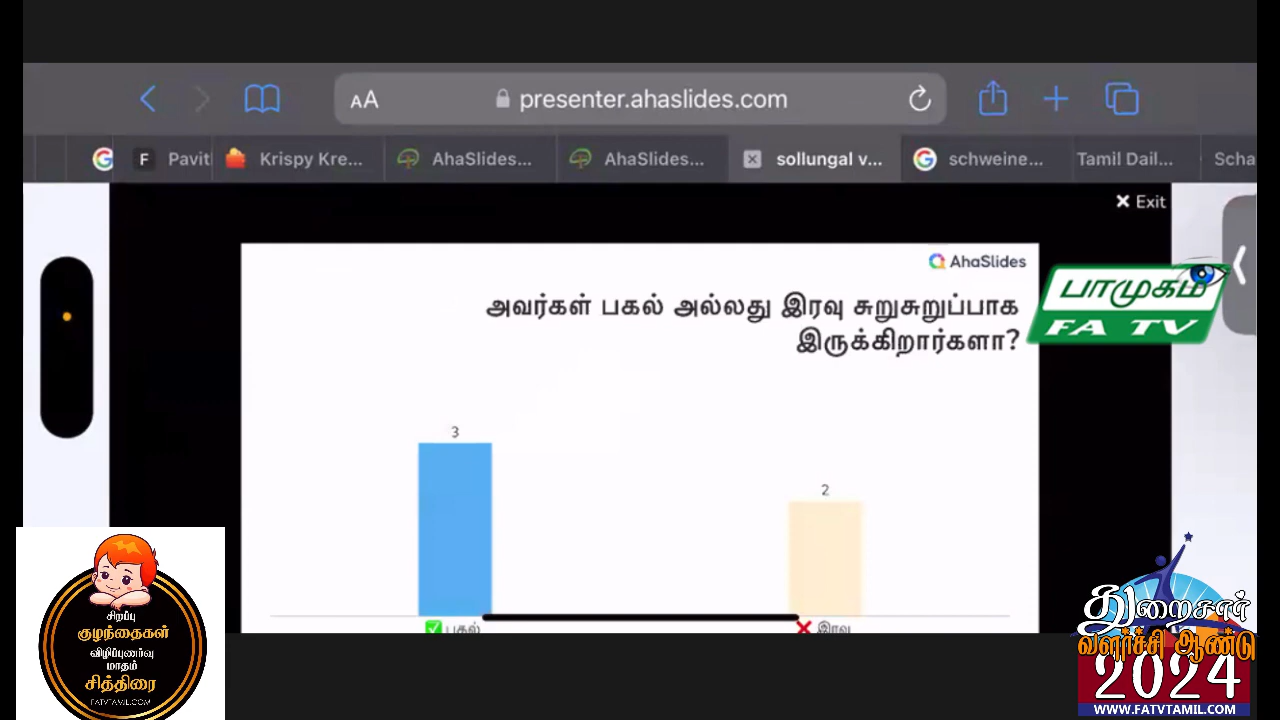 AA
presenter.ahaslides.com
Paviti
Krispy Kre...
AhaSlides...
AhaSlides...
sollungal v...
schweine...
Tamil Dail...
Scha
Exit
AhaSlides
அவர்கள் பகல் அல்லது இரவு சுறுசுறுப்பாக
இருக்கிறார்களா?
பாமுகம்
FA TV
3
2
பகல்
இரவு
சிறப்பு
குழந்தைகள்
விழிப்புணர்வு
மாதம்
சித்திரை
FATVTAMIL.COM
துறைசார்
வளர்ச்சி ஆண்டு
2024
WWW.FATVTAMIL.COM